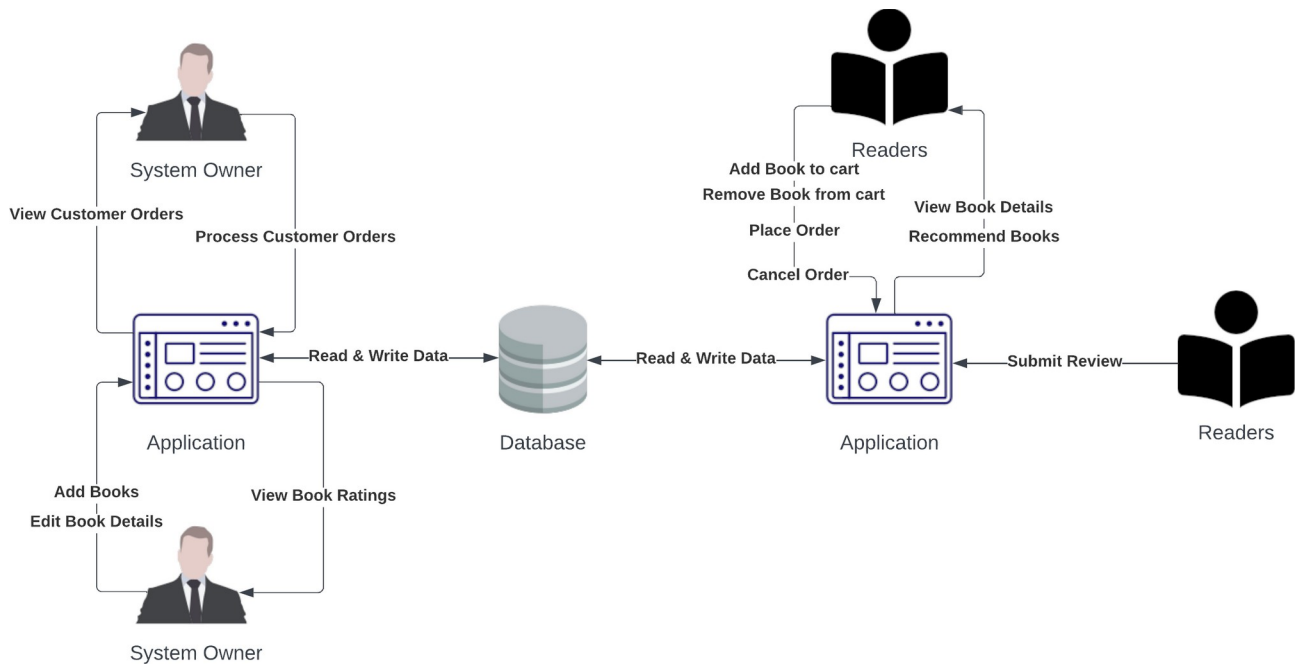 System Owner
View Customer Orders
Process Customer Orders
Application
Read & Write Data
Database
Read & Write Data
Add Books
Edit Book Details
View Book Ratings
System Owner
Readers
Add Book to cart
Remove Book from cart
Place Order
Cancel Order
View Book Details
Recommend Books
Application
Submit Review
Readers